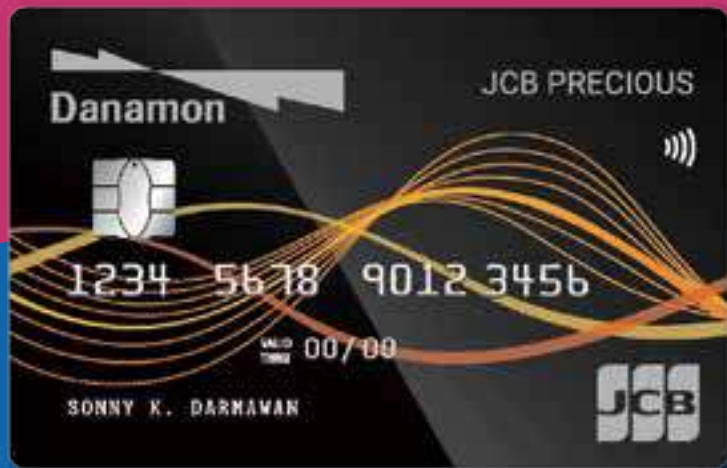 Danamon
JCB PRECIOUS
1234 5678 9012 3456
VALID THRU 00/00
SONNY K. DARMAWAN
JCB